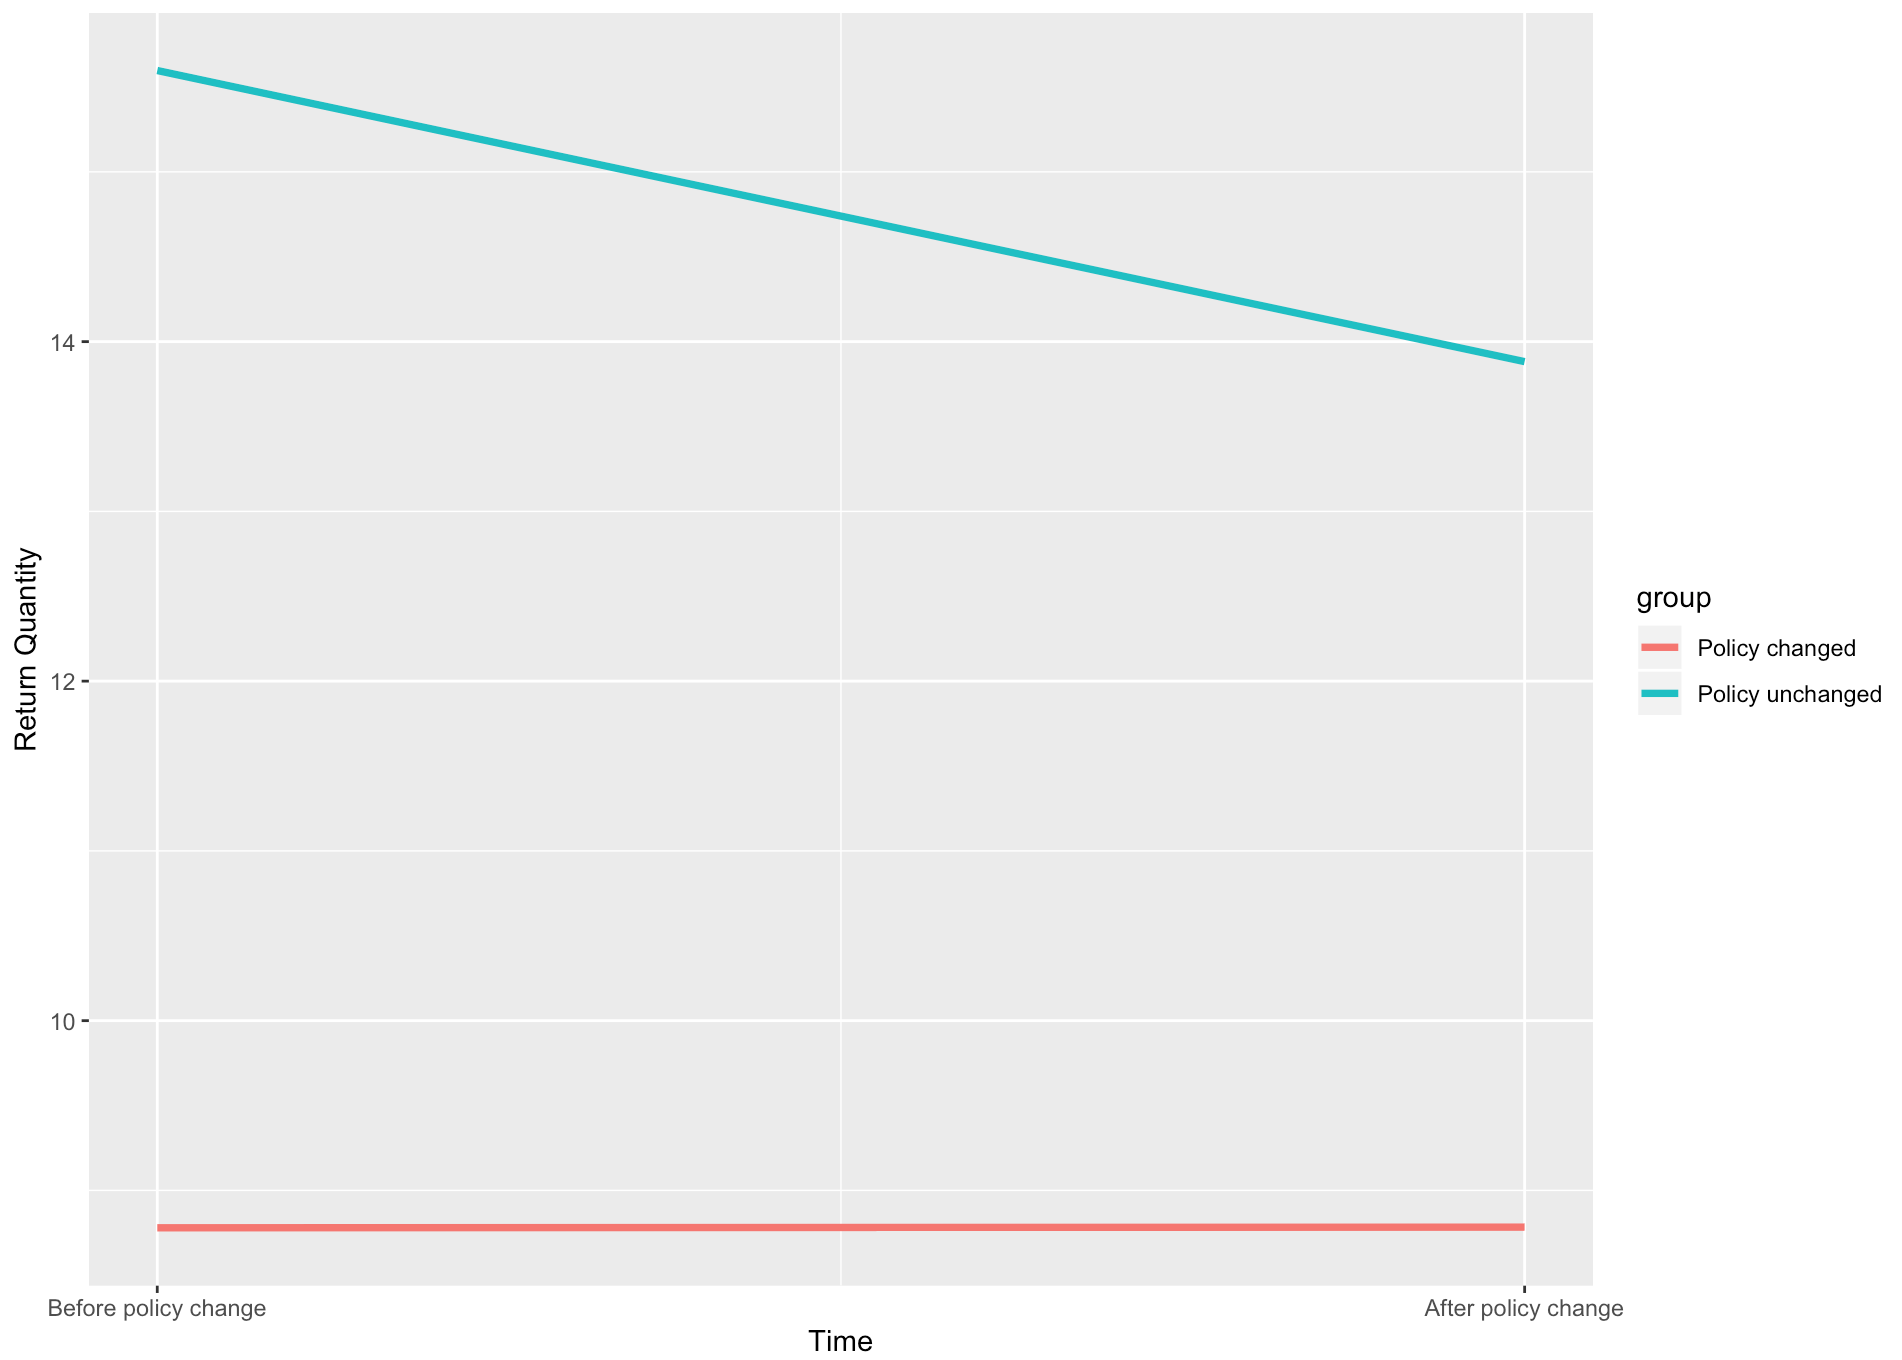 14
12
10
Return Quantity
Before policy change
After policy change
Time
group
Policy changed
Policy unchanged